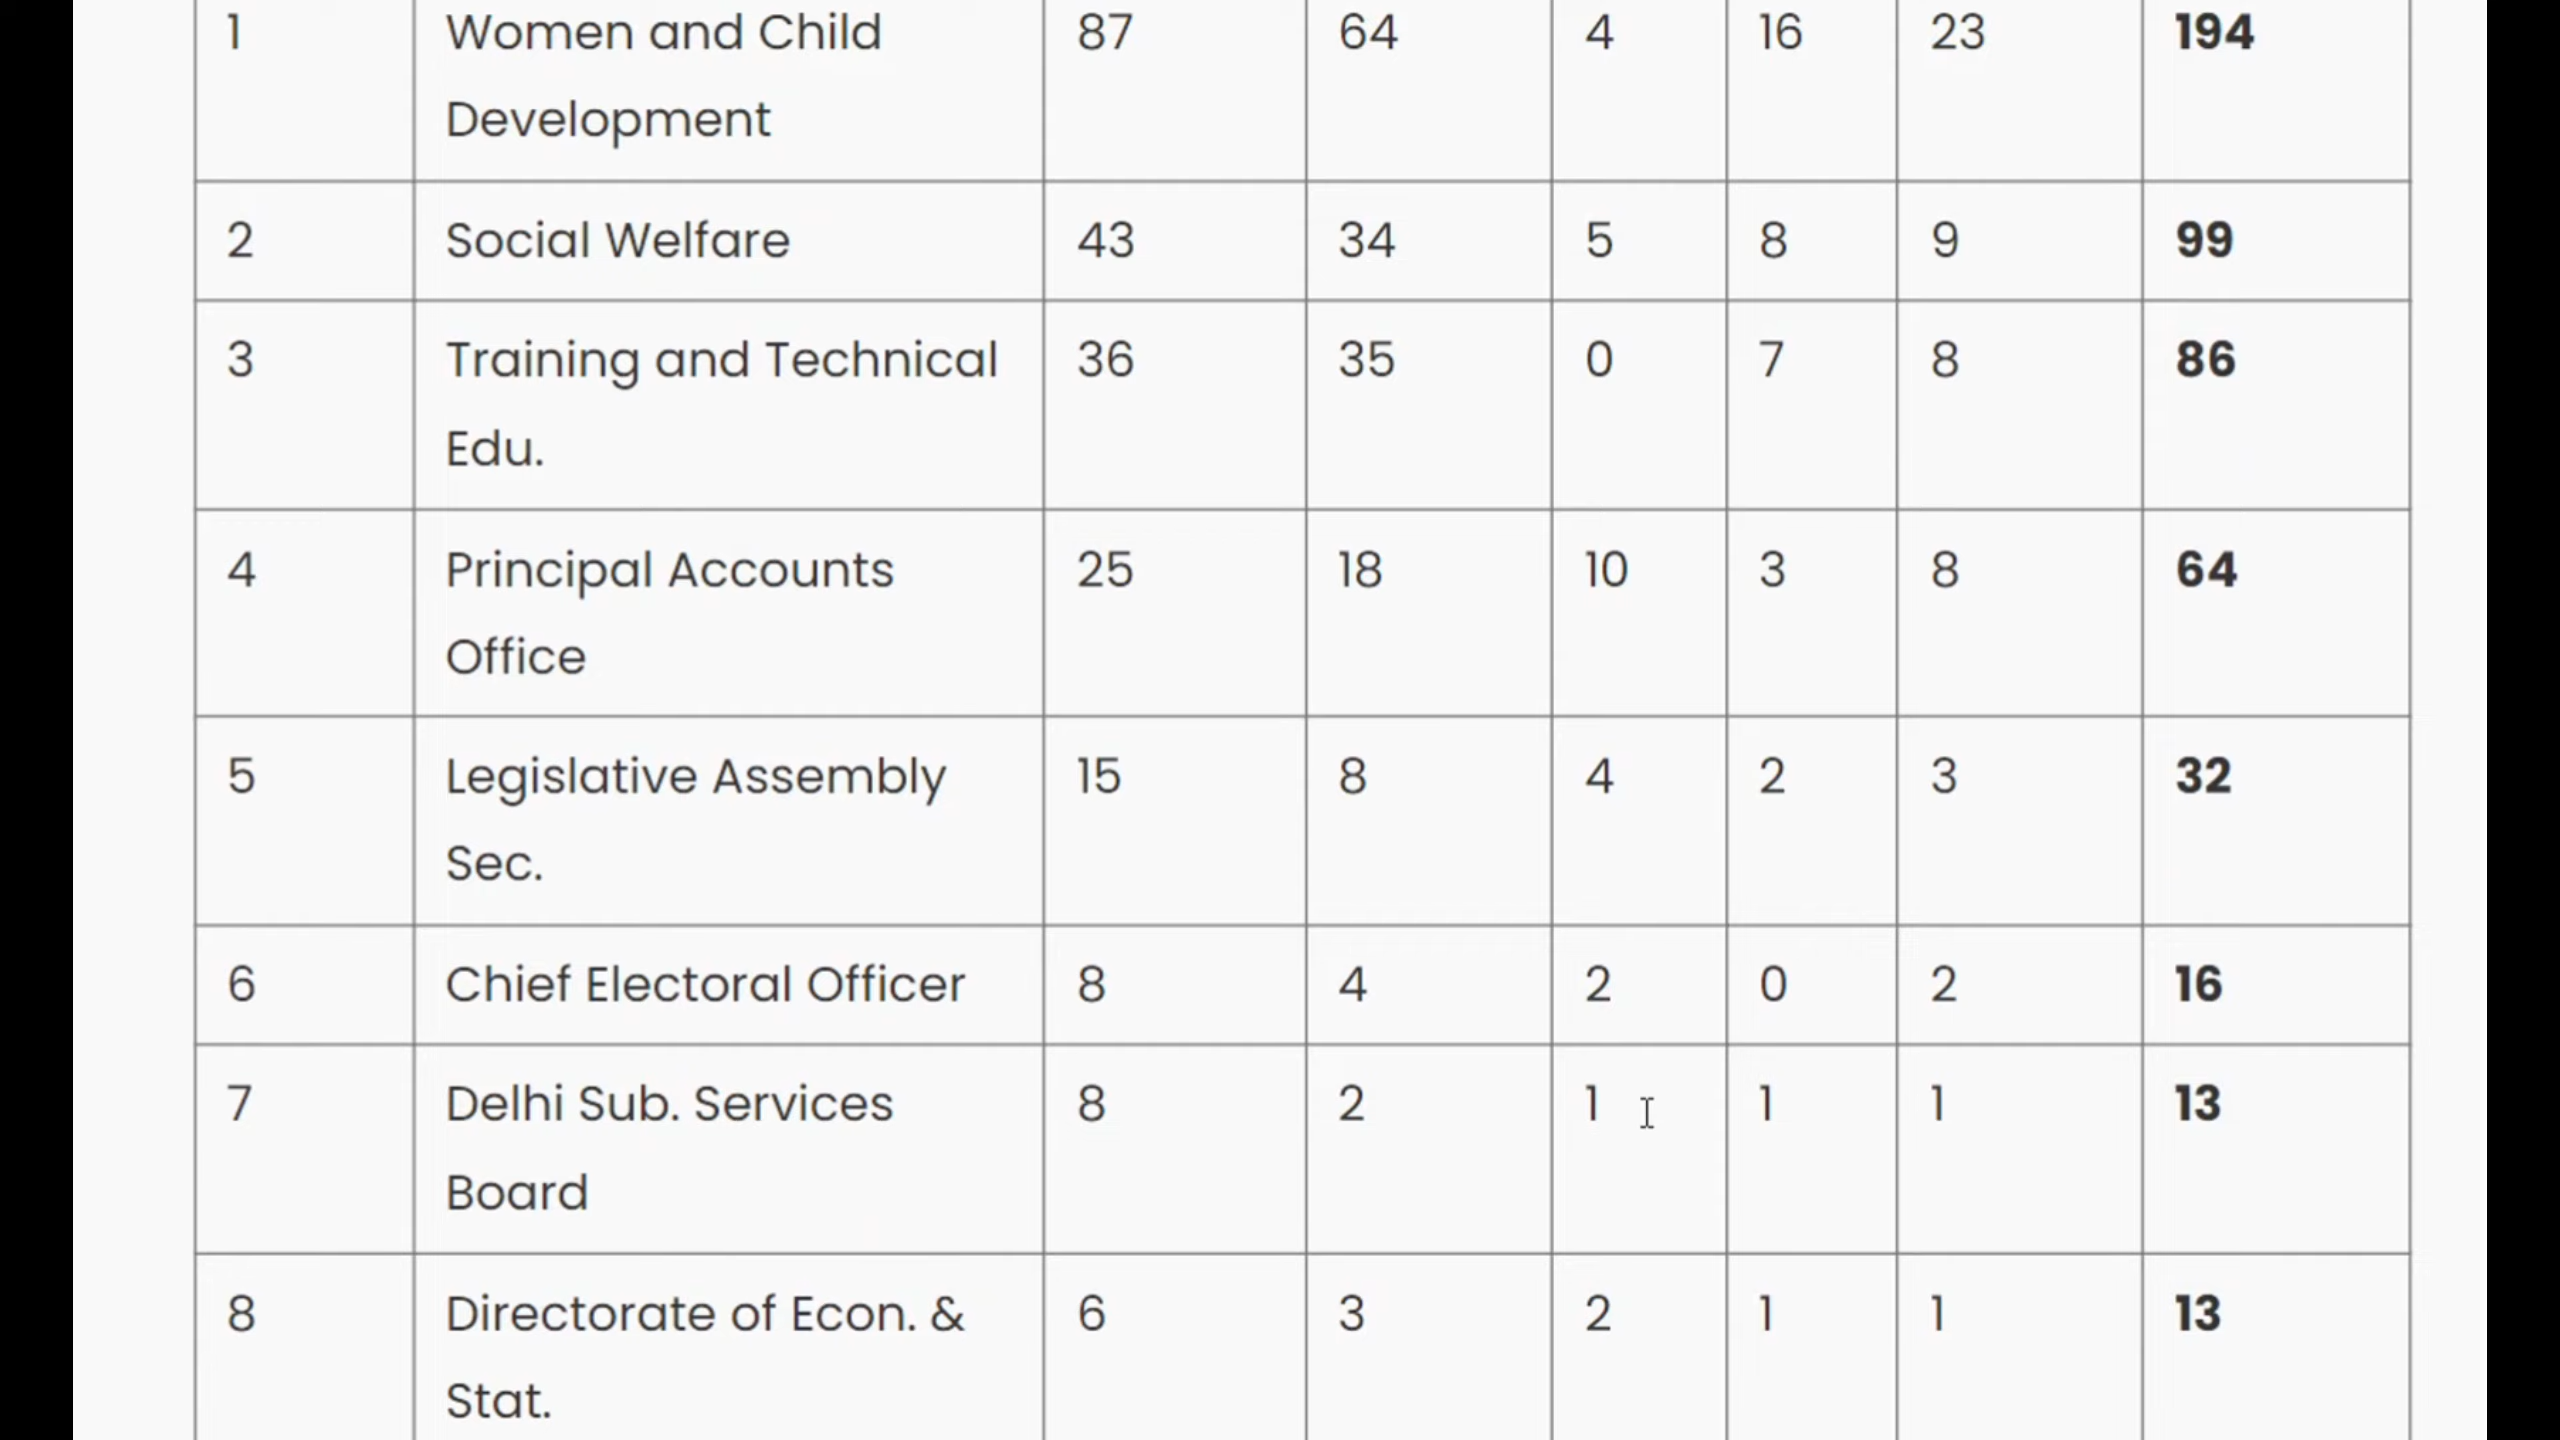 1 Women and Child 87 64 4 16 23 194
Development
2 Social Welfare 43 34 5 8 9 99
3 Training and Technical 36 35 0 7 8 86
Edu.
4 Principal Accounts 25 18 10 3 8 64
Office
5 Legislative Assembly 15 8 4 2 3 32
Sec.
6 Chief Electoral Officer 8 4 2 0 2 16
7 Delhi Sub. Services 8 2 1 1 1 13
Board
8 Directorate of Econ. & 6 3 2 1 1 13
Stat.